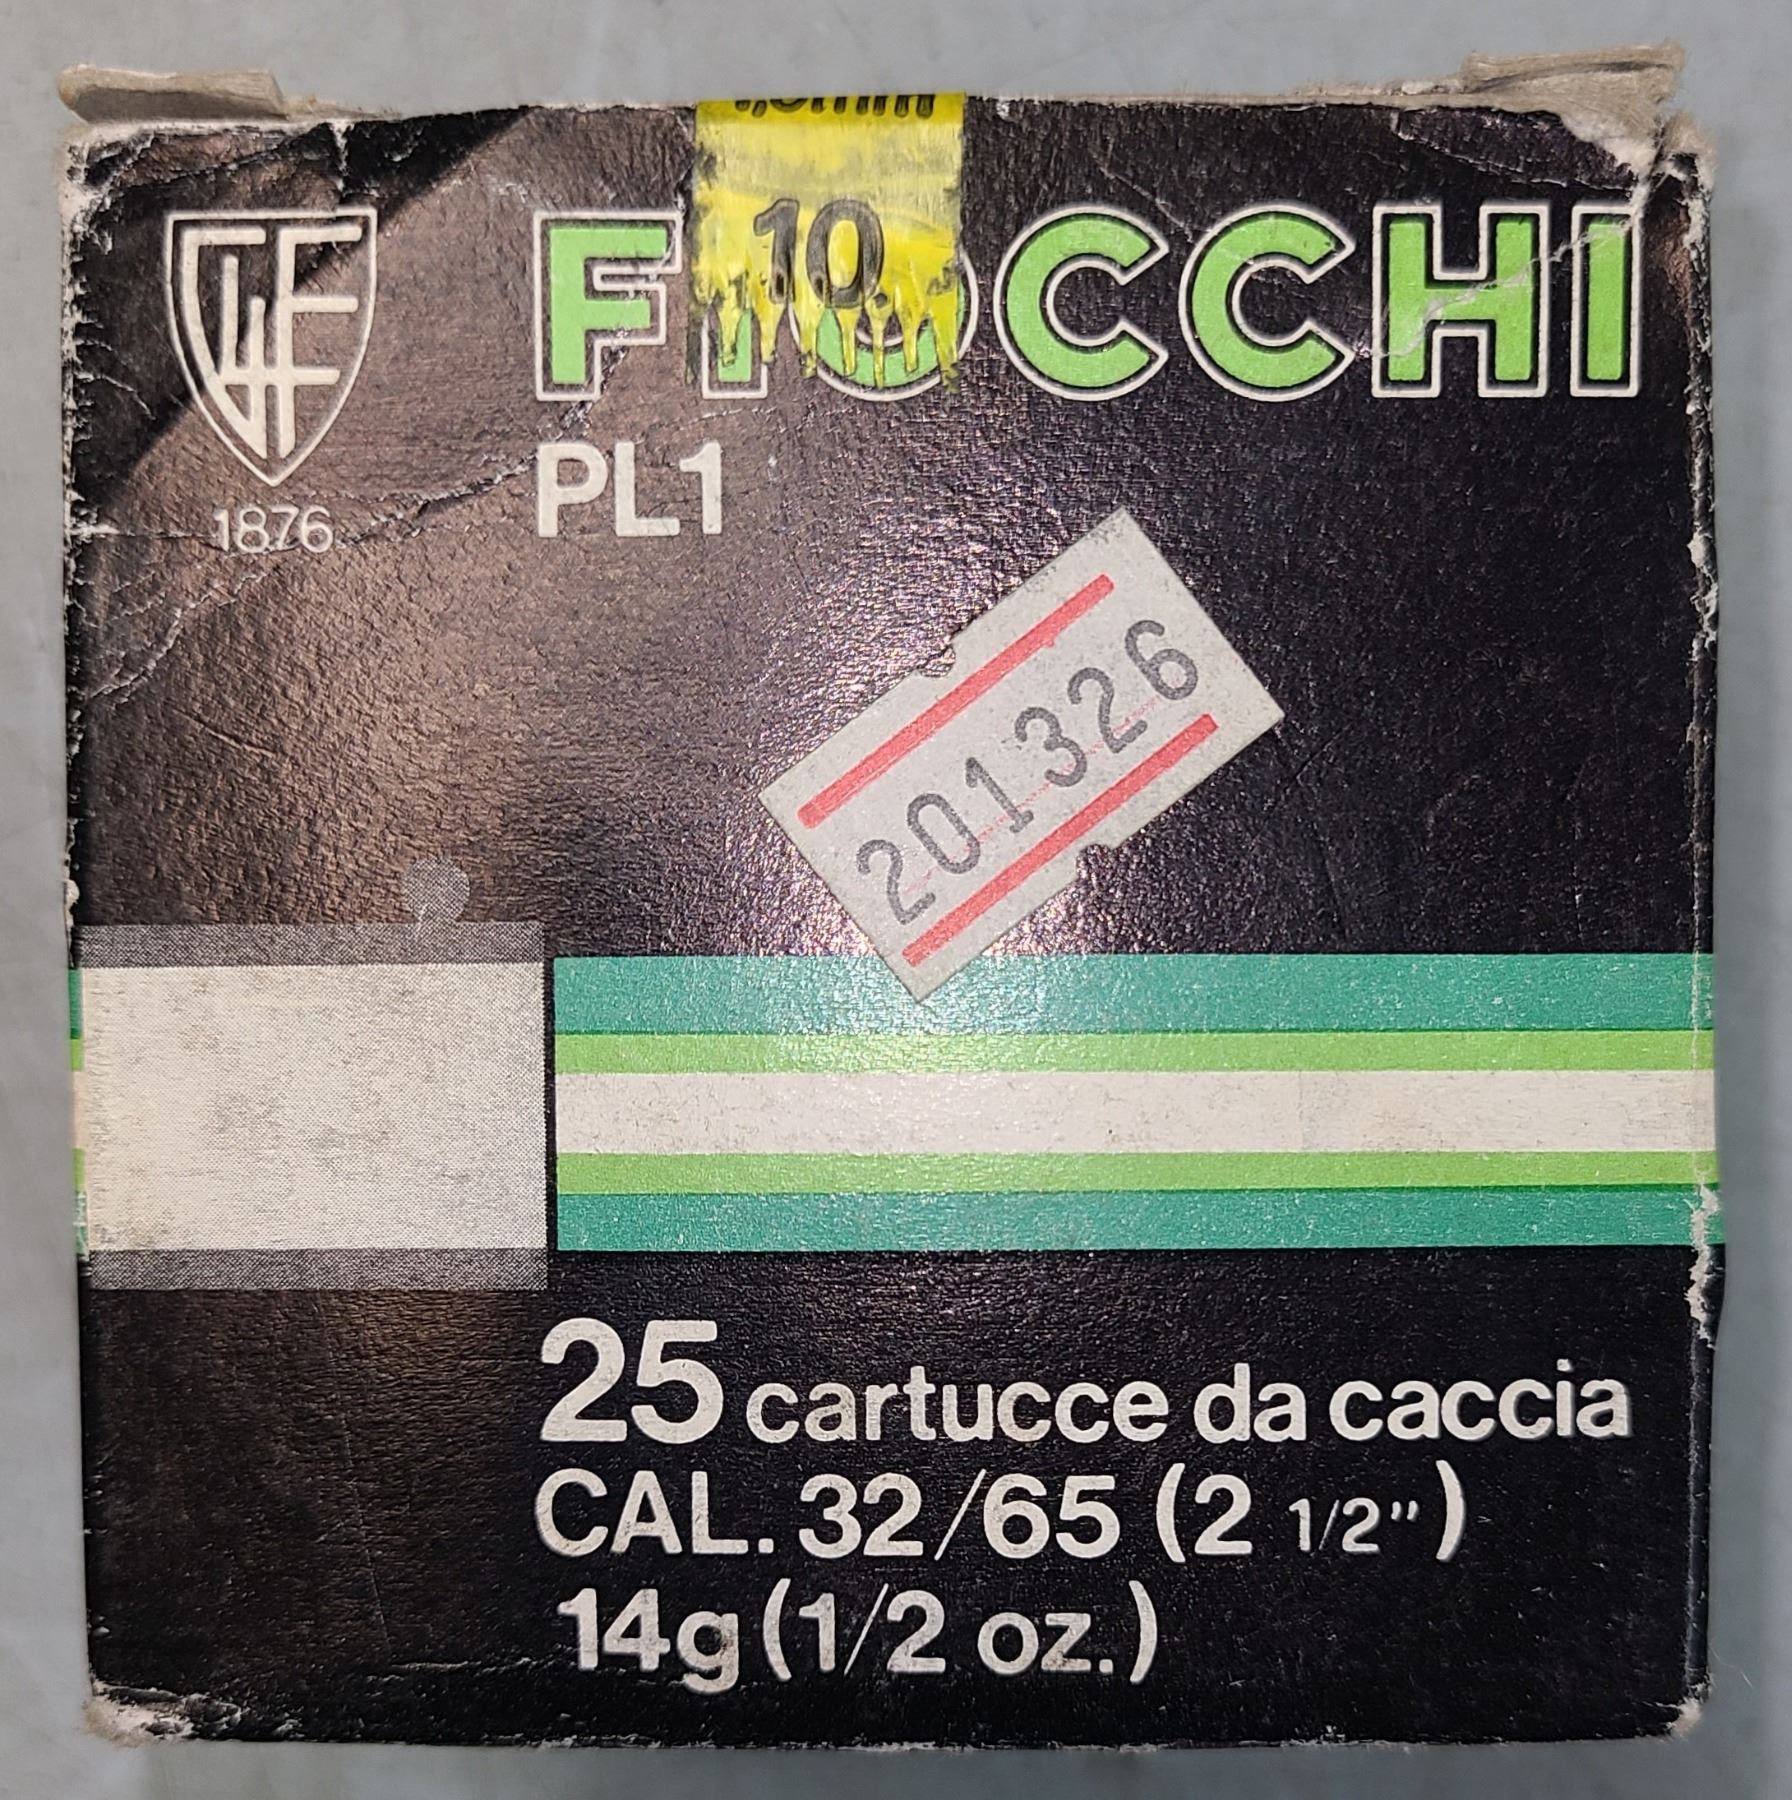 10.
FIOCCHI
GFL
1876
PL1
201326
25 cartucce da caccia
CAL. 32/65 (2 1/2")
14g (1/2 oz.)